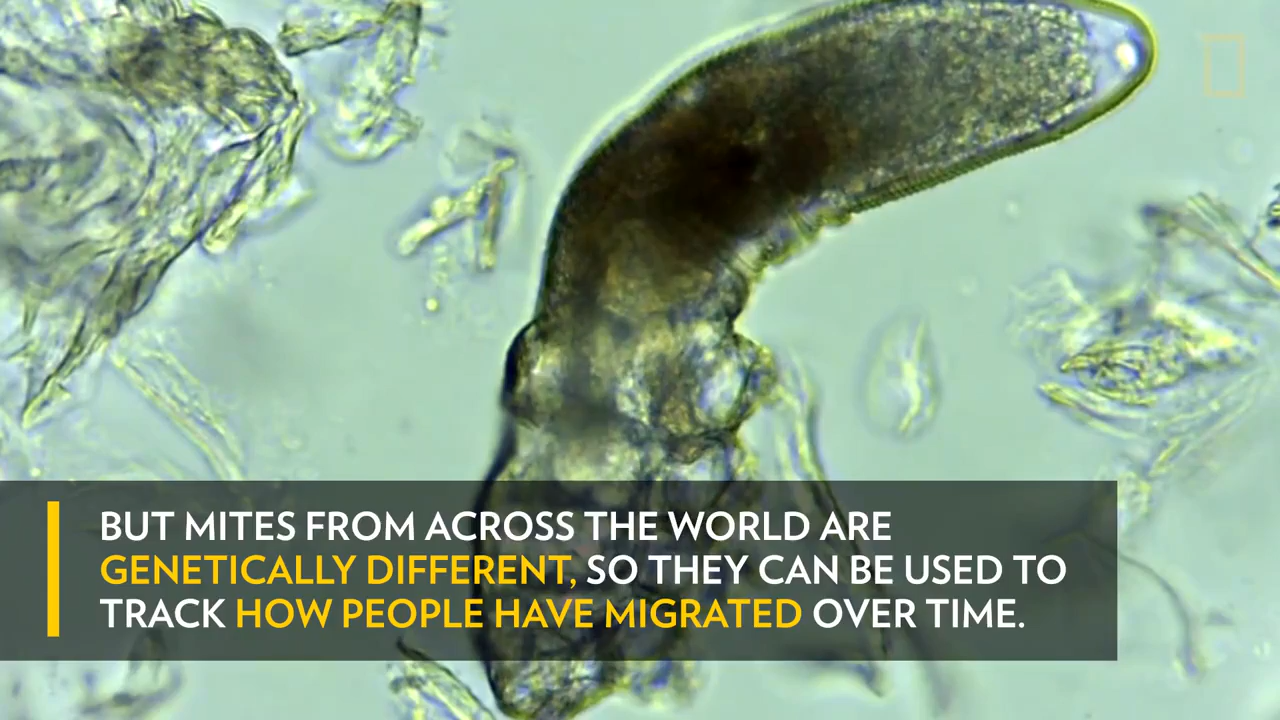 BUT MITES FROM ACROSS THE WORLD ARE
GENETICALLY DIFFERENT, SO THEY CAN BE USED TO
TRACK HOW PEOPLE HAVE MIGRATED OVER TIME.